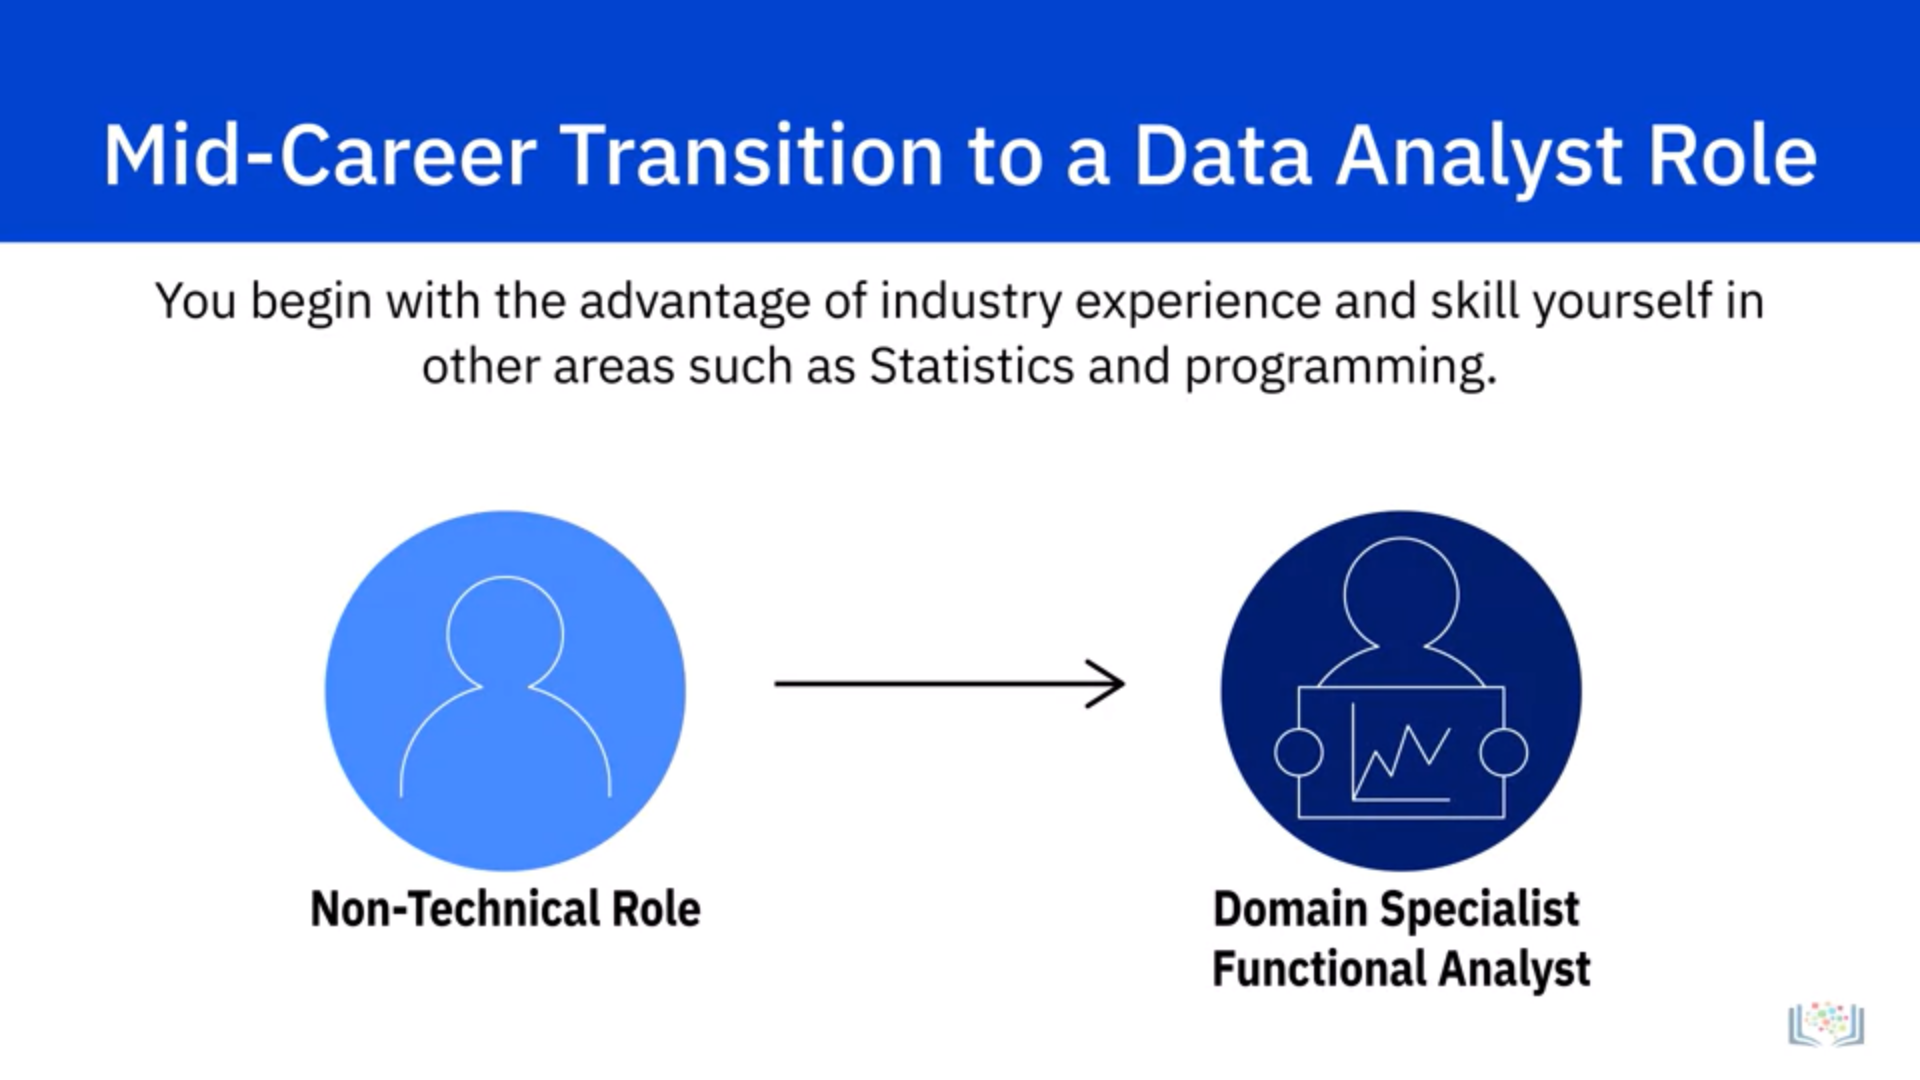 Mid-Career Transition to a Data Analyst Role
You begin with the advantage of industry experience and skill yourself in
other areas such as Statistics and programming.
Non-Technical Role
Domain Specialist
Functional Analyst